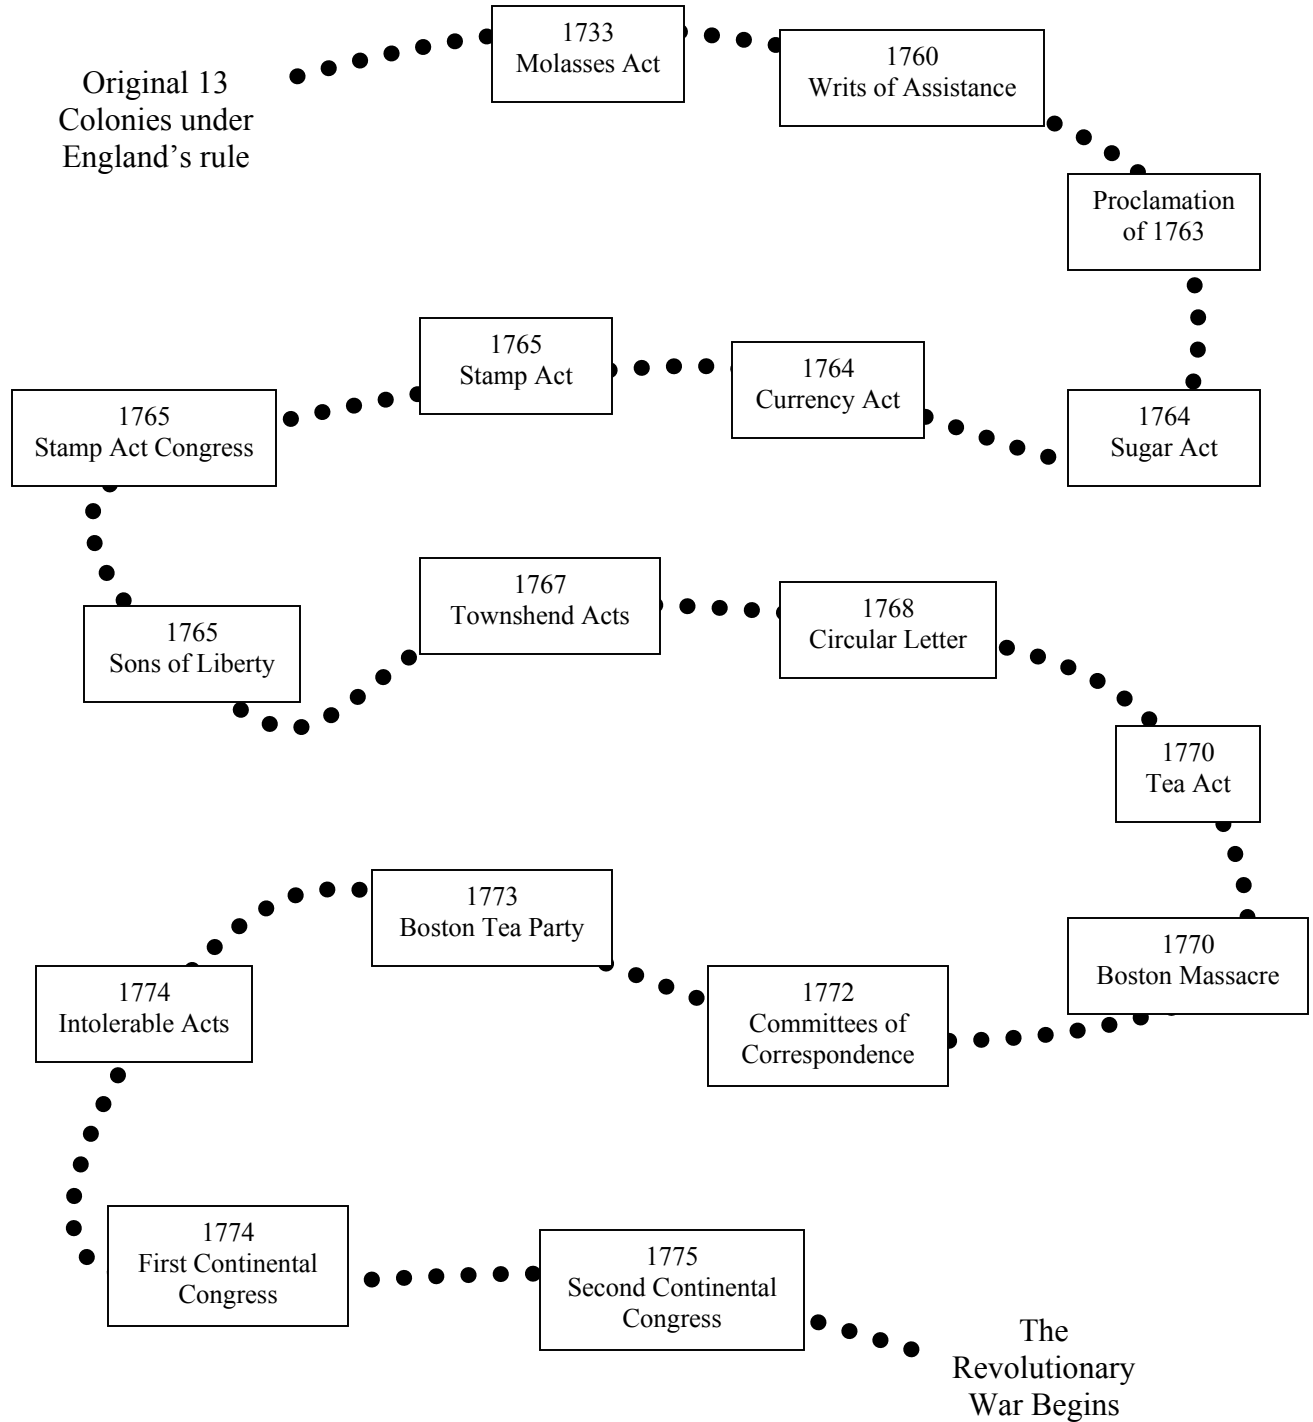 Original 13
Colonies under
England’s rule
1733
Molasses Act
1760
Writs of Assistance
Proclamation
of 1763
1764
Sugar Act
1764
Currency Act
1765
Stamp Act
1765
Stamp Act Congress
1765
Sons of Liberty
1767
Townshend Acts
1768
Circular Letter
1770
Tea Act
1770
Boston Massacre
1772
Committees of
Correspondence
1773
Boston Tea Party
1774
Intolerable Acts
1774
First Continental
Congress
1775
Second Continental
Congress
The
Revolutionary
War Begins